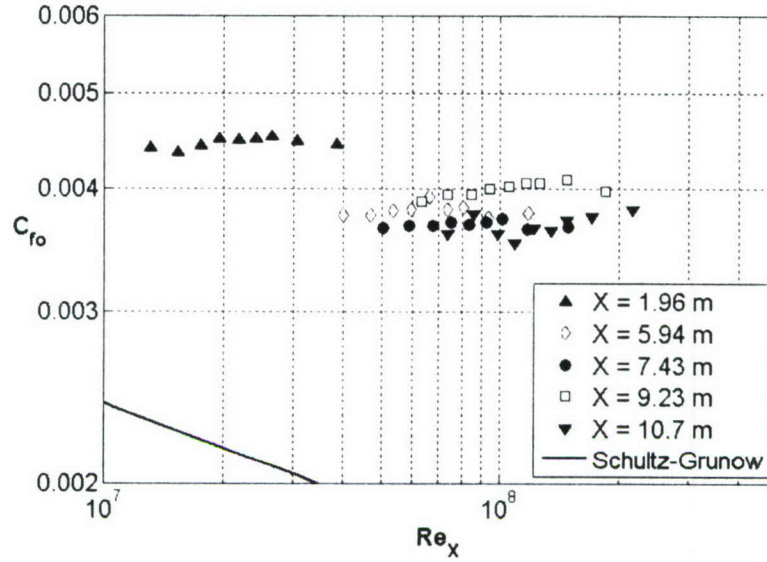 0.006
0.005
0.004
C_fo
0.003
0.002
10^7
10^8
Re_X
X = 1.96 m
X = 5.94 m
X = 7.43 m
X = 9.23 m
X = 10.7 m
Schultz-Grunow